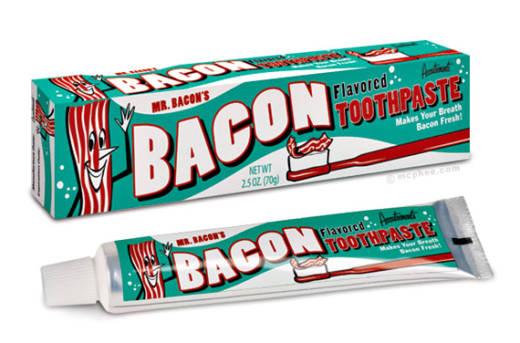 MR. BACON'S
BACON
Flavored
TOOTHPASTE
Accoutrements
Makes Your Breath
Bacon Fresh!
NET WT
2.5 OZ. (70g)
© mcphee.com
MR. BACON'S
BACON
Flavored
TOOTHPASTE
Accoutrements
Makes Your Breath
Bacon Fresh!